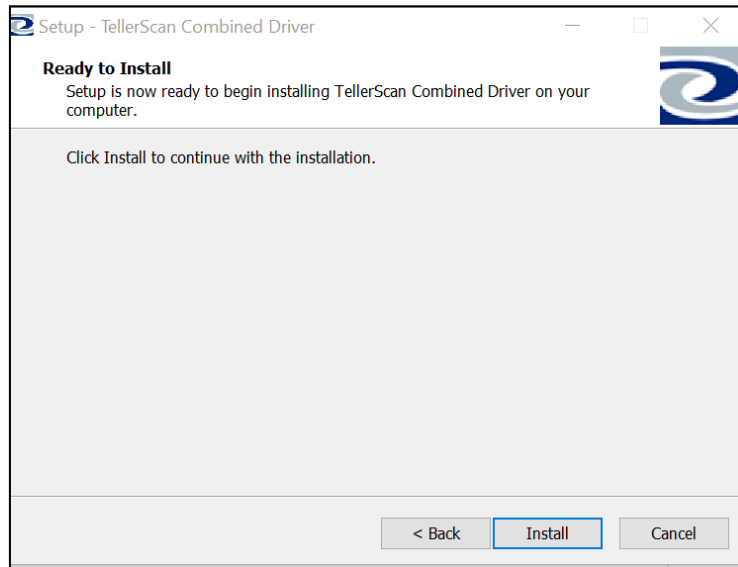 Setup - TellerScan Combined Driver
Ready to Install
Setup is now ready to begin installing TellerScan Combined Driver on your
computer.
Click Install to continue with the installation.
< Back
Install
Cancel